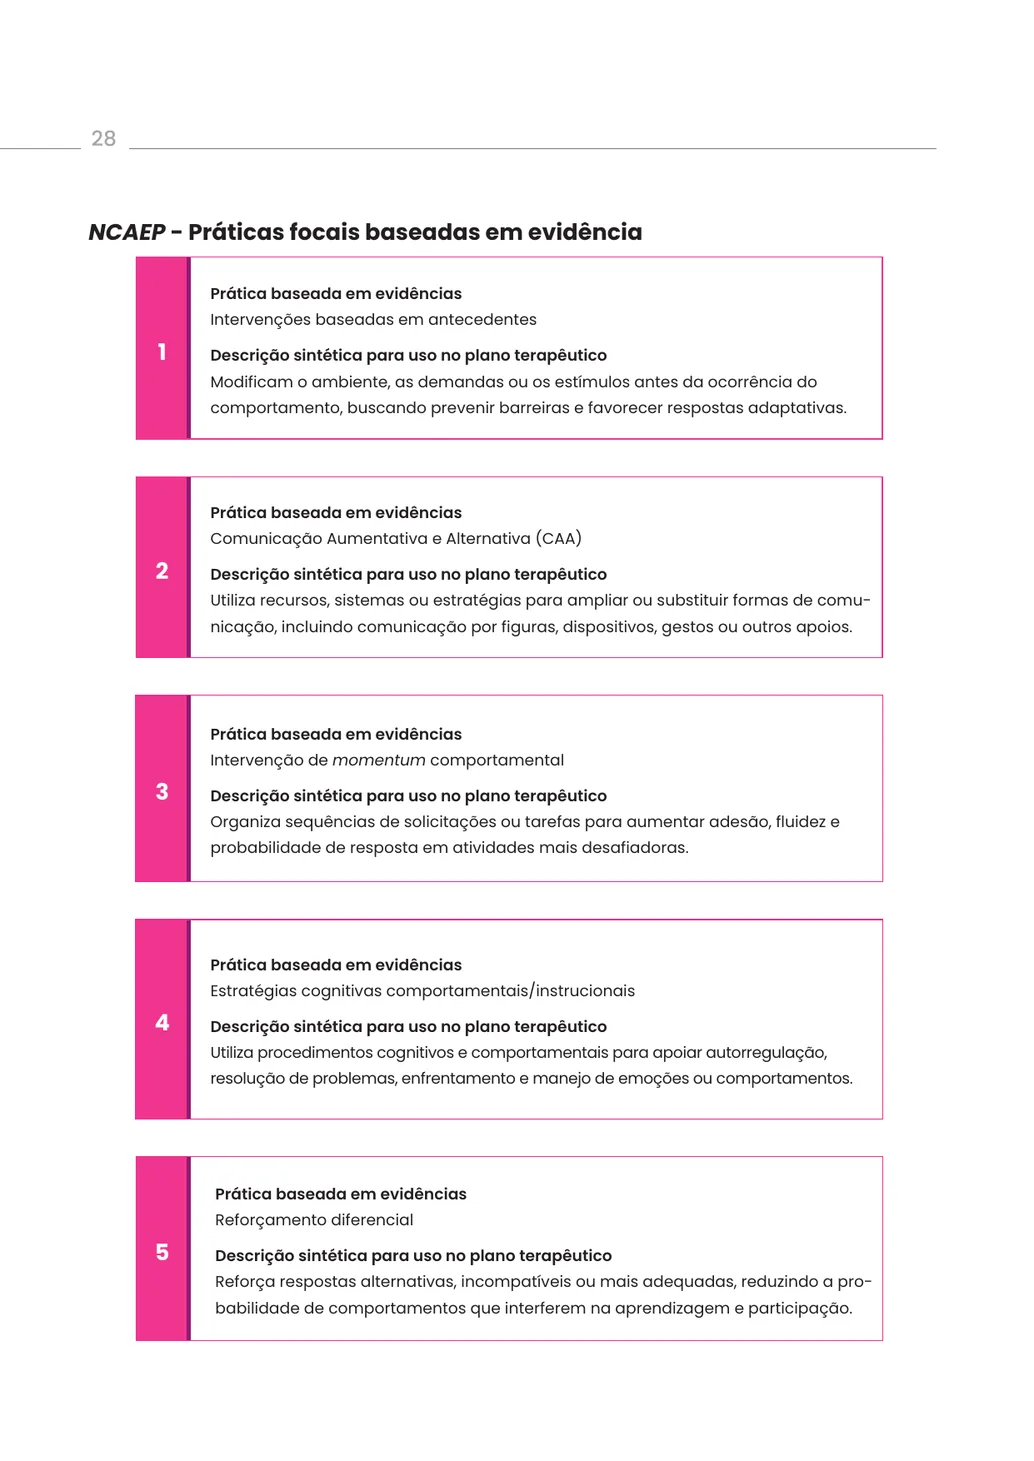 28
NCAEP - Práticas focais baseadas em evidência
1
Prática baseada em evidências
Intervenções baseadas em antecedentes
Descrição sintética para uso no plano terapêutico
Modificam o ambiente, as demandas ou os estímulos antes da ocorrência do
comportamento, buscando prevenir barreiras e favorecer respostas adaptativas.
2
Prática baseada em evidências
Comunicação Aumentativa e Alternativa (CAA)
Descrição sintética para uso no plano terapêutico
Utiliza recursos, sistemas ou estratégias para ampliar ou substituir formas de comu-
nicação, incluindo comunicação por figuras, dispositivos, gestos ou outros apoios.
3
Prática baseada em evidências
Intervenção de momentum comportamental
Descrição sintética para uso no plano terapêutico
Organiza sequências de solicitações ou tarefas para aumentar adesão, fluidez e
probabilidade de resposta em atividades mais desafiadoras.
4
Prática baseada em evidências
Estratégias cognitivas comportamentais/instrucionais
Descrição sintética para uso no plano terapêutico
Utiliza procedimentos cognitivos e comportamentais para apoiar autorregulação,
resolução de problemas, enfrentamento e manejo de emoções ou comportamentos.
5
Prática baseada em evidências
Reforçamento diferencial
Descrição sintética para uso no plano terapêutico
Reforça respostas alternativas, incompatíveis ou mais adequadas, reduzindo a pro-
babilidade de comportamentos que interferem na aprendizagem e participação.